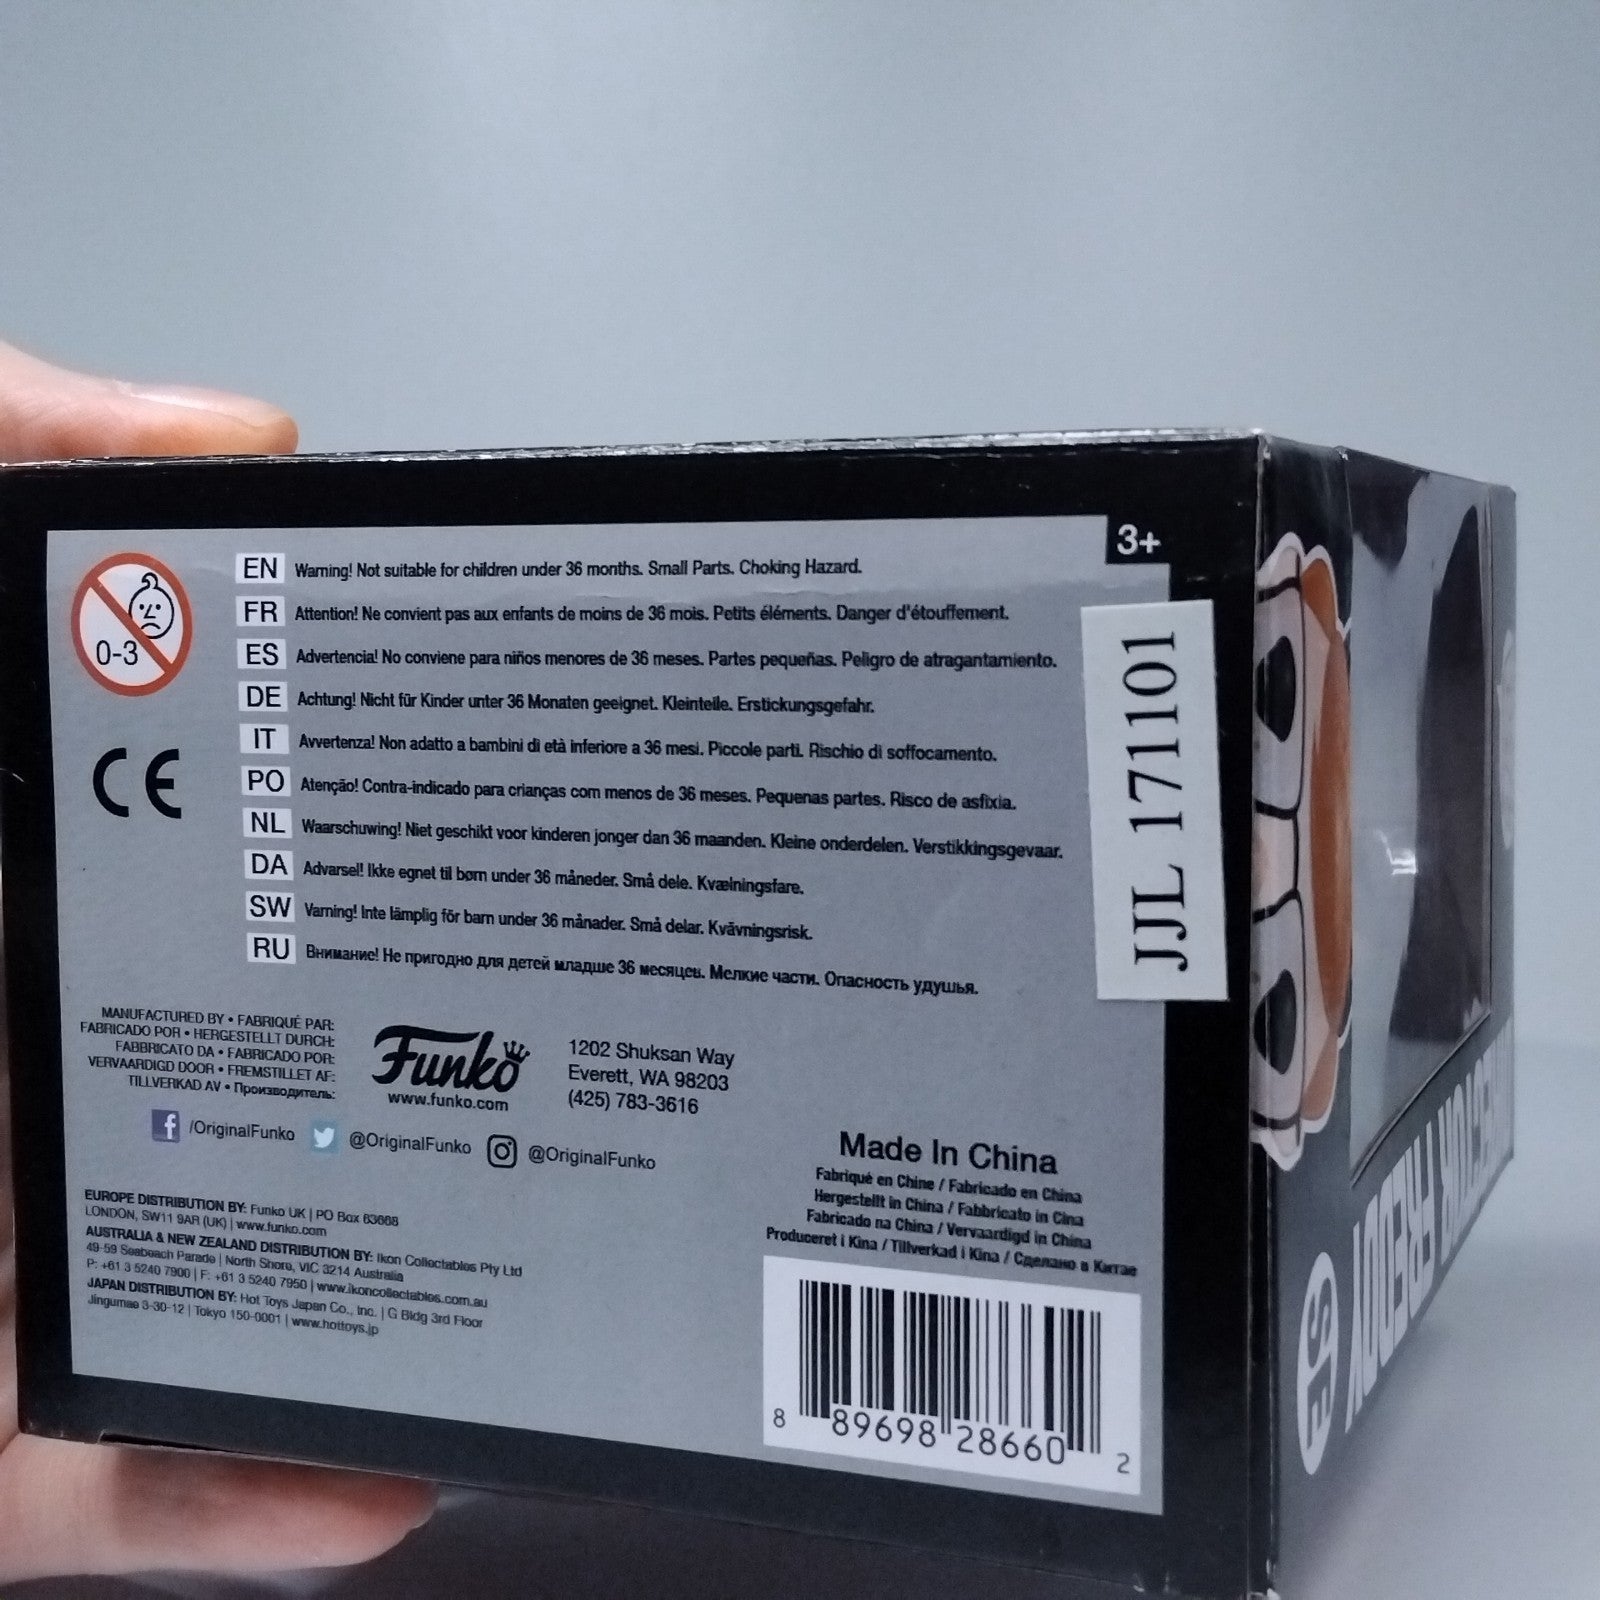 3+
0-3
EN Warning! Not suitable for children under 36 months. Small Parts. Choking Hazard.
FR Attention! Ne convient pas aux enfants de moins de 36 mois. Petits éléments. Danger d'étouffement.
ES Advertencia! No conviene para niños menores de 36 meses. Partes pequeñas. Peligro de atragantamiento.
DE Achtung! Nicht für Kinder unter 36 Monaten geeignet. Kleinteile. Erstickungsgefahr.
IT Avvertenza! Non adatto a bambini di età inferiore a 36 mesi. Piccole parti. Rischio di soffocamento.
PO Atenção! Contra-indicado para crianças com menos de 36 meses. Pequenas partes. Risco de asfixia.
NL Waarschuwing! Niet geschikt voor kinderen jonger dan 36 maanden. Kleine onderdelen. Verstikkingsgevaar.
DA Advarsel! Ikke egnet til børn under 36 måneder. Små dele. Kvælningsfare.
SW Varning! Inte lämplig för barn under 36 månader. Små delar. Kvävningsrisk.
RU Внимание! Не пригодно для детей младше 36 месяцев. Мелкие части. Опасность удушья.
CE
JJL 171101
MANUFACTURED BY • FABRIQUÉ PAR:
FABRICADO POR • HERGESTELLT DURCH:
FABBRICATO DA • FABRICADO POR:
VERVAARDIGD DOOR • FREMSTILLET AF:
TILLVERKAD AV • Производитель:
Funko
www.funko.com
1202 Shuksan Way
Everett, WA 98203
(425) 783-3616
/OriginalFunko @OriginalFunko @OriginalFunko
EUROPE DISTRIBUTION BY: Funko UK | PO Box 63668
LONDON, SW11 9AR (UK) | www.funko.com
AUSTRALIA & NEW ZEALAND DISTRIBUTION BY: Ikon Collectables Pty Ltd
49-59 Seabeach Parade | North Shore, VIC 3214 Australia
P: +61 3 5240 7900 | F: +61 3 5240 7950 | www.ikoncollectables.com.au
JAPAN DISTRIBUTION BY: Hot Toys Japan Co., Inc. | G Bldg 3rd Floor
Jingumae 3-30-12 | Tokyo 150-0001 | www.hottoys.jp
Made In China
Fabriqué en Chine / Fabricado en China
Hergestellt in China / Fabbricato in Cina
Fabricado na China / Vervaardigd in China
Produceret i Kina / Tillverkad i Kina / Сделано в Китае
8 89698 28660 2
FREDDY